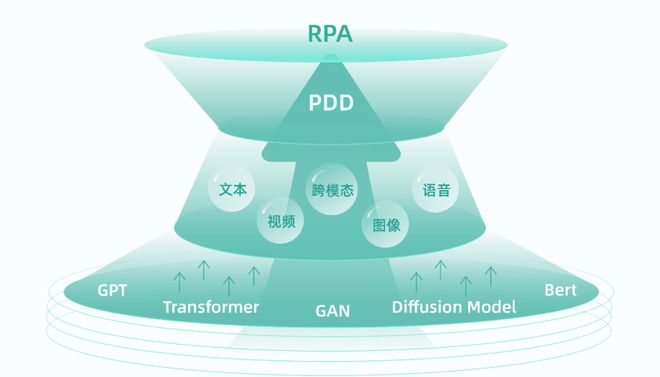 RPA
PDD
文本
跨模态
语音
视频
图像
GPT
Bert
Transformer
GAN
Diffusion Model